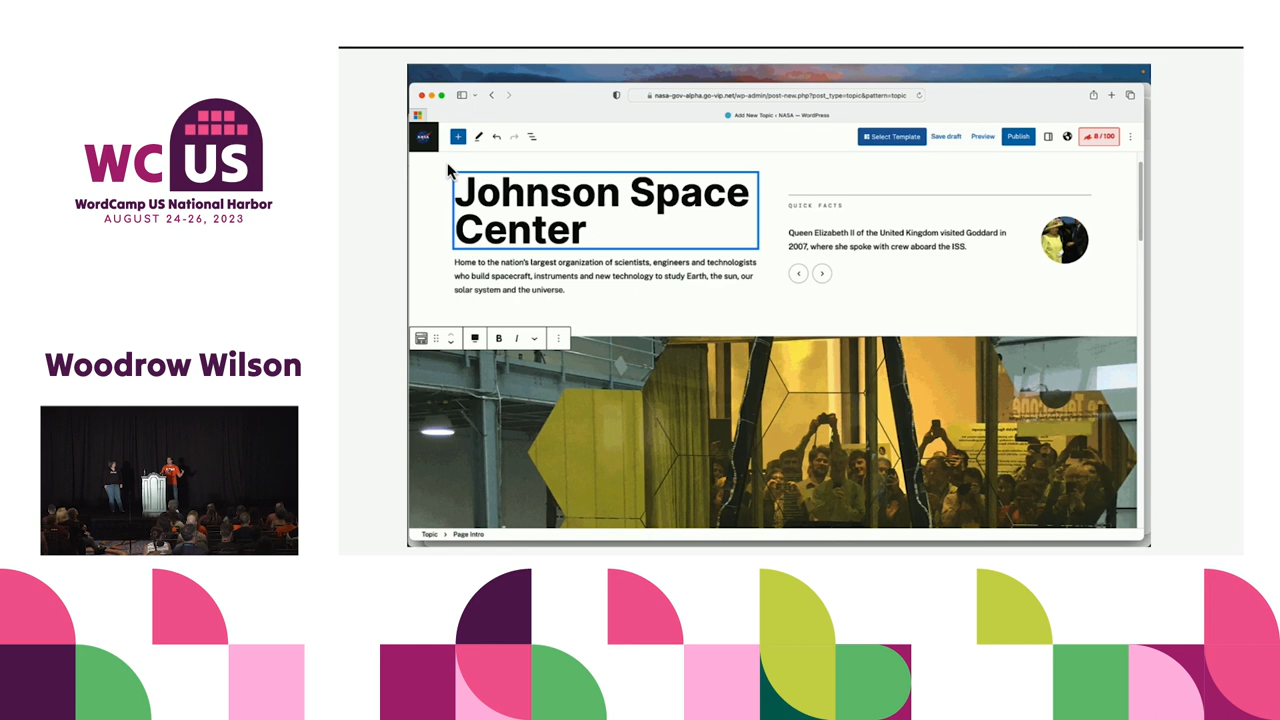 WC US
WordCamp US National Harbor
AUGUST 24-26, 2023
Woodrow Wilson
nasa-gov-alpha.go-vip.net/wp-admin/post-new.php?post_type=topic&pattern=topic
Add New Topic ‹ NASA — WordPress
NASA
Select Template
Save draft
Preview
Publish
8 / 100
Johnson Space
Center
Home to the nation's largest organization of scientists, engineers and technologists
who build spacecraft, instruments and new technology to study Earth, the sun, our
solar system and the universe.
QUICK FACTS
Queen Elizabeth II of the United Kingdom visited Goddard in
2007, where she spoke with crew aboard the ISS.
B I
Topic > Page Intro